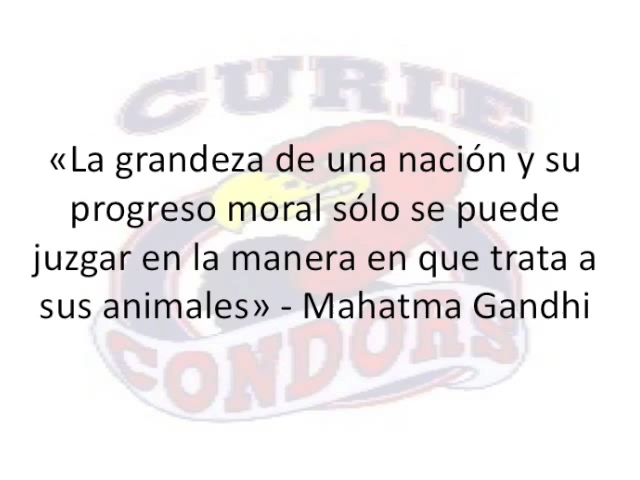 CURIE
«La grandeza de una nación y su
progreso moral sólo se puede
juzgar en la manera en que trata a
sus animales» - Mahatma Gandhi
CONDORS